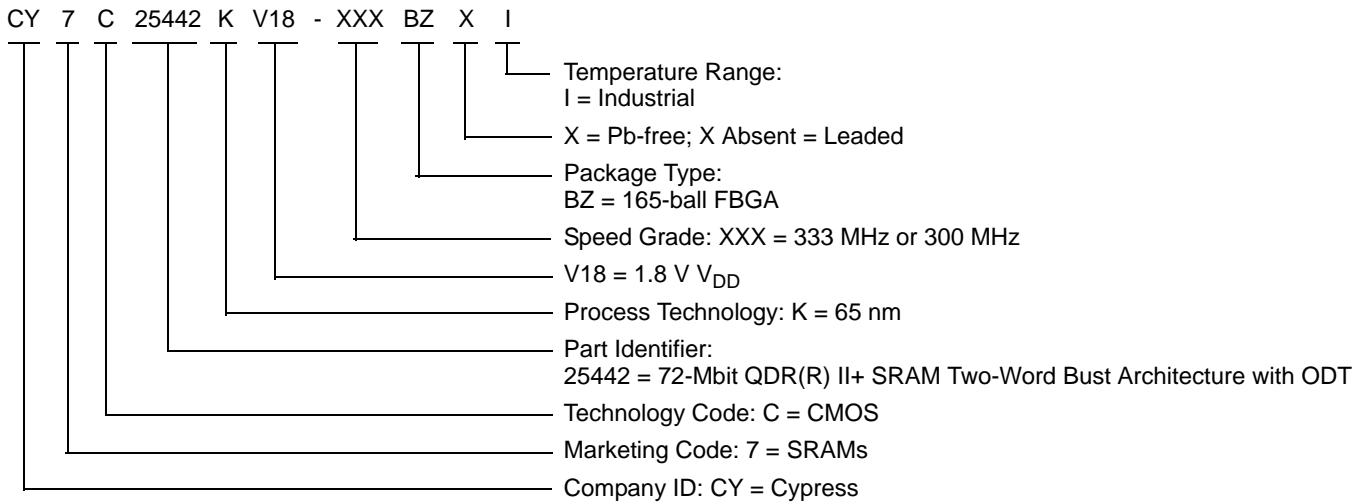 CY 7 C 25442 K V18 - XXX BZ X I
Temperature Range:
I = Industrial
X = Pb-free; X Absent = Leaded
Package Type:
BZ = 165-ball FBGA
Speed Grade: XXX = 333 MHz or 300 MHz
V18 = 1.8 V VDD
Process Technology: K = 65 nm
Part Identifier:
25442 = 72-Mbit QDR(R) II+ SRAM Two-Word Bust Architecture with ODT
Technology Code: C = CMOS
Marketing Code: 7 = SRAMs
Company ID: CY = Cypress